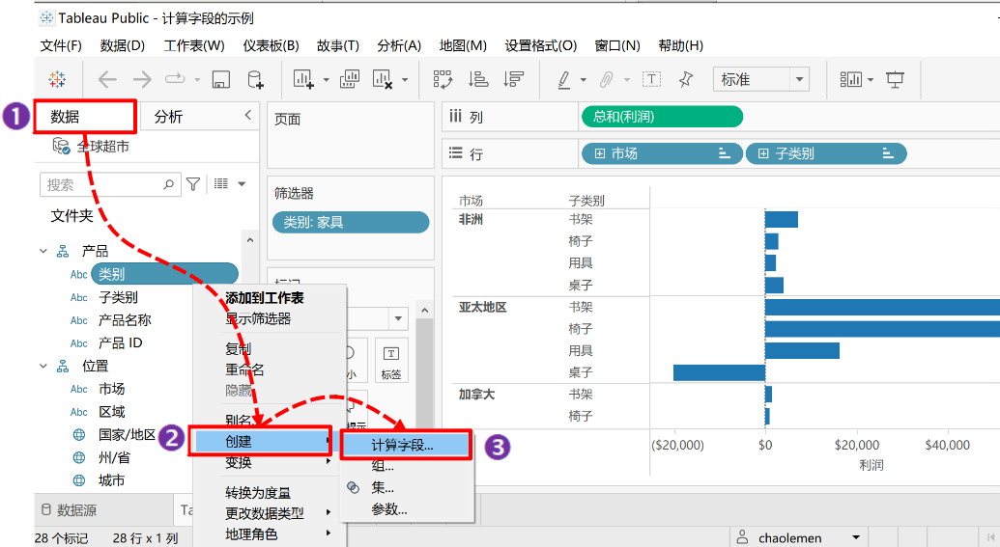 Tableau Public - 计算字段的示例
文件(F) 数据(D) 工作表(W) 仪表板(B) 故事(T) 分析(A) 地图(M) 设置格式(O) 窗口(N) 帮助(H)
标准
1 数据 分析
全球超市
搜索
文件夹
产品
Abc 类别
Abc 子类别
Abc 产品名称
Abc 产品 ID
位置
Abc 市场
Abc 区域
国家/地区
州/省
城市
页面
筛选器
类别: 家具
标记
小
标签
提示
列 总和(利润)
行 市场 子类别
市场 子类别
非洲 书架
椅子
用具
桌子
亚太地区 书架
椅子
用具
桌子
加拿大 书架
椅子
($20,000) $0 $20,000 $40,000
利润
添加到工作表
显示筛选器
复制
重命名
隐藏
别名
2 创建
变换
转换为度量
更改数据类型
地理角色
计算字段... 3
组...
集...
参数...
数据源
28 个标记 28 行 x 1 列
chaolemen